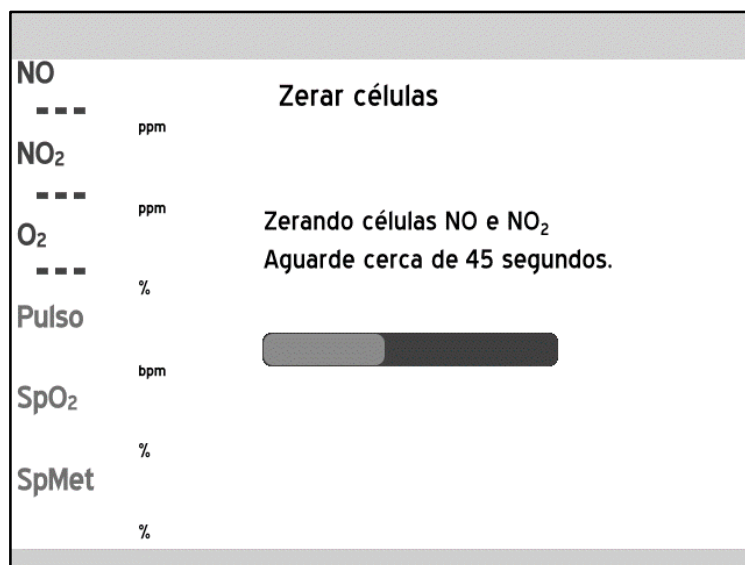 NO
---
ppm
NO₂
---
ppm
O₂
---
%
Pulso
bpm
SpO₂
%
SpMet
%
Zerar células
Zerando células NO e NO₂
Aguarde cerca de 45 segundos.